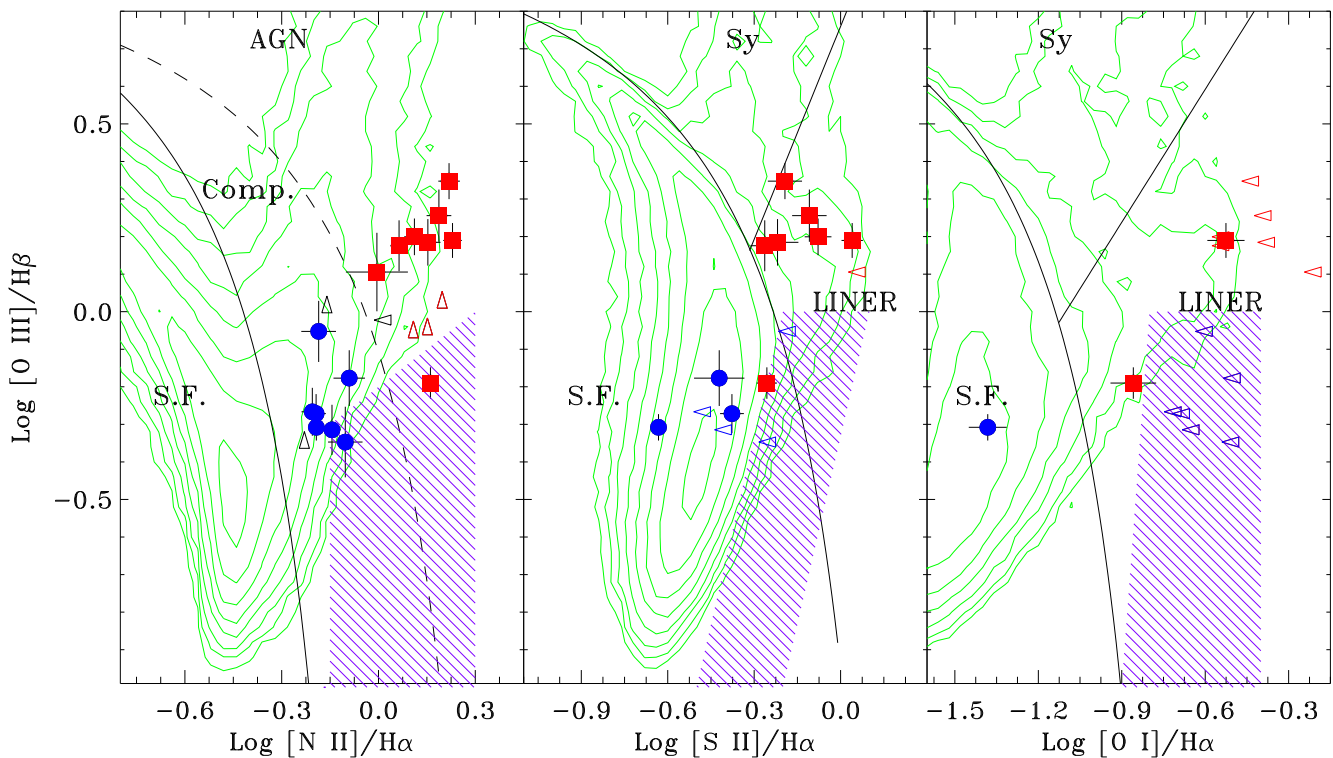 AGN
Sy
Sy
0.5
Comp.
0.0
LINER
LINER
S.F.
S.F.
S.F.
−0.5
Log [O III]/Hβ
−0.6 −0.3 0.0 0.3
−0.9 −0.6 −0.3 0.0
−1.5 −1.2 −0.9 −0.6 −0.3
Log [N II]/Hα
Log [S II]/Hα
Log [O I]/Hα